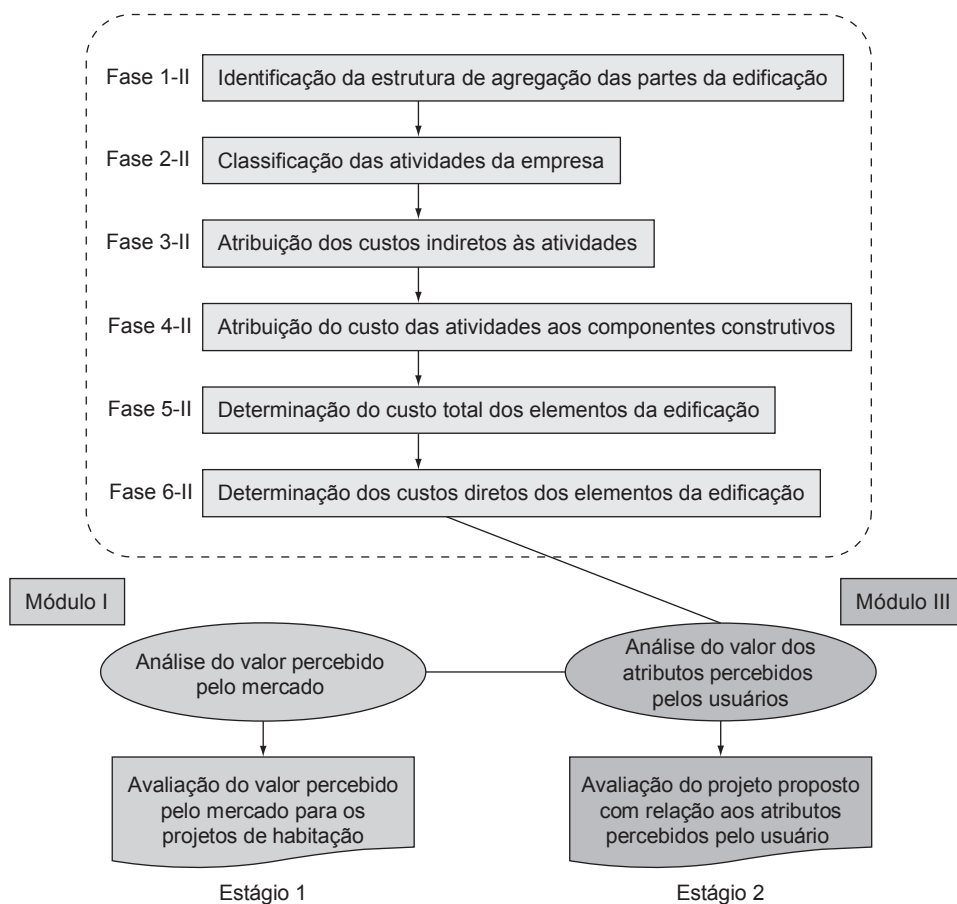 Fase 1-II Identificação da estrutura de agregação das partes da edificação
Fase 2-II Classificação das atividades da empresa
Fase 3-II Atribuição dos custos indiretos às atividades
Fase 4-II Atribuição do custo das atividades aos componentes construtivos
Fase 5-II Determinação do custo total dos elementos da edificação
Fase 6-II Determinação dos custos diretos dos elementos da edificação
Módulo I
Módulo III
Análise do valor percebido
pelo mercado
Análise do valor dos
atributos percebidos
pelos usuários
Avaliação do valor percebido
pelo mercado para os
projetos de habitação
Avaliação do projeto proposto
com relação aos atributos
percebidos pelo usuário
Estágio 1
Estágio 2